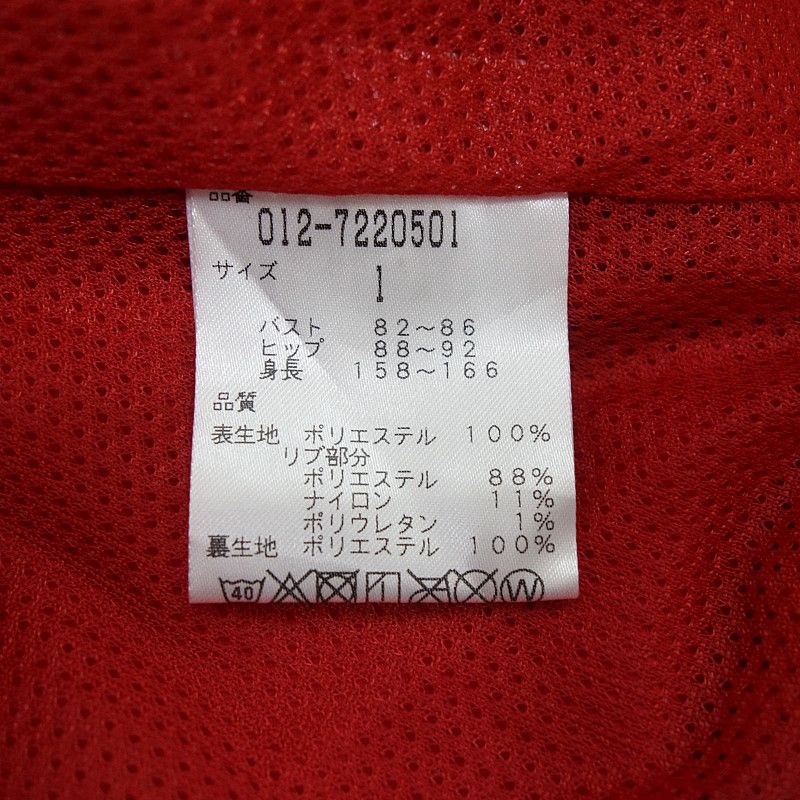 品番
012-7220501
サイズ
1
バスト 82～86
ヒップ 88～92
身長 158～166
品質
表生地 ポリエステル 100%
リブ部分
ポリエステル 88%
ナイロン 11%
ポリウレタン 1%
裏生地 ポリエステル 100%
40 W